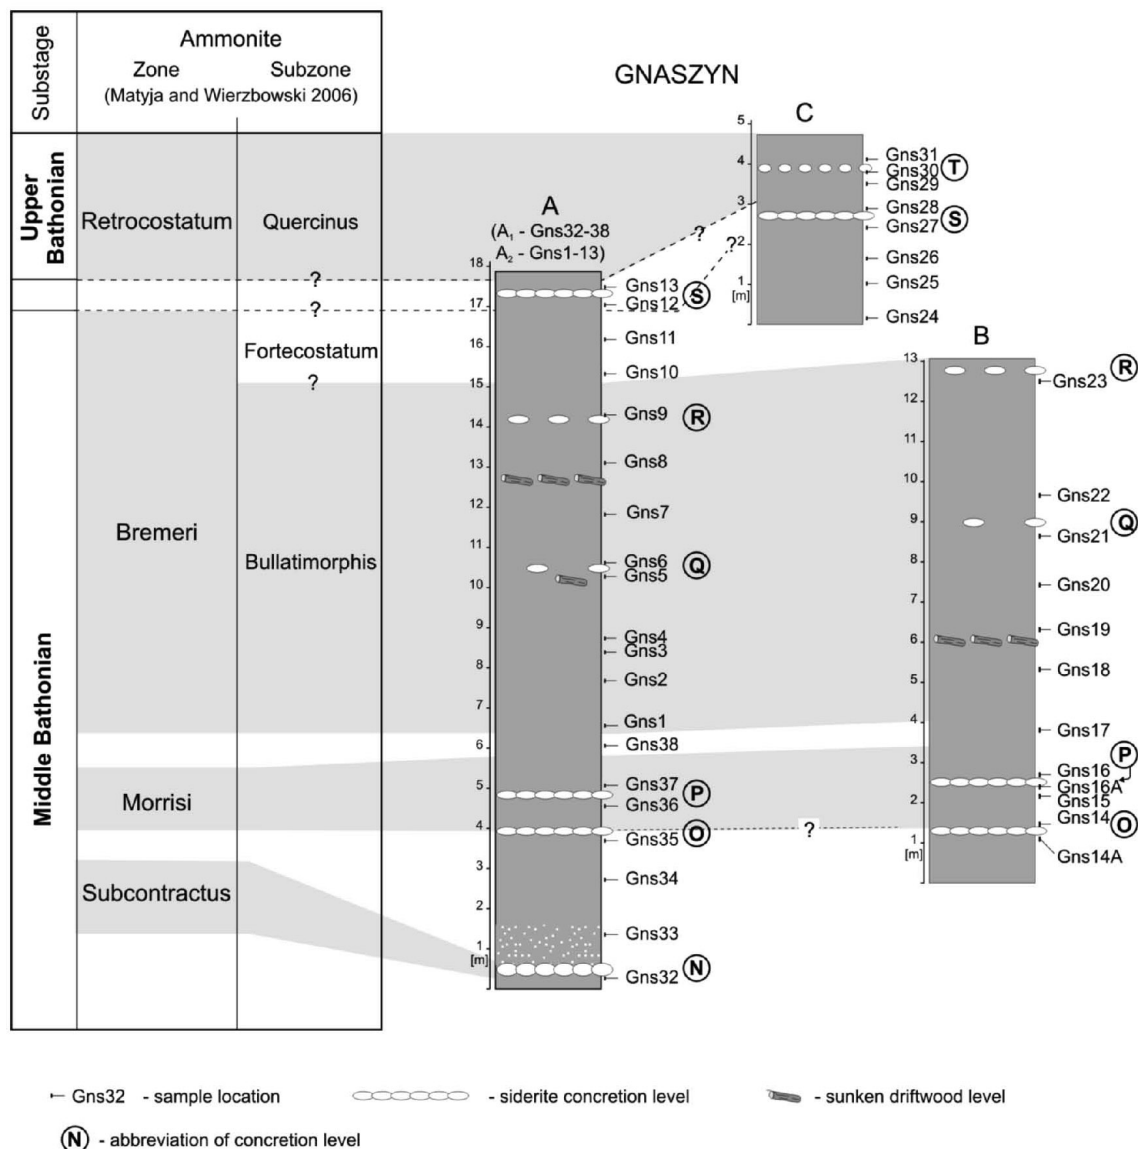 Substage
Ammonite
Zone
Subzone
(Matyja and Wierzbowski 2006)
Upper
Bathonian
Retrocostatum
Quercinus
?
?
Fortecostatum
?
Middle Bathonian
Bremeri
Bullatimorphis
Morrisi
Subcontractus
GNASZYN
A
(A1 - Gns32-38
A2 - Gns1-13)
18
17
16
15
14
13
12
11
10
9
8
7
6
5
4
3
2
1
[m]
Gns13
Gns12
S
Gns11
Gns10
Gns9
R
Gns8
Gns7
Gns6
Gns5
Q
Gns4
Gns3
Gns2
Gns1
Gns38
Gns37
P
Gns36
O
Gns35
Gns34
Gns33
N
Gns32
?
?
?
C
5
4
3
2
1
[m]
Gns31
Gns30
T
Gns29
Gns28
S
Gns27
Gns26
Gns25
Gns24
B
13
12
11
10
9
8
7
6
5
4
3
2
1
[m]
R
Gns23
Gns22
Q
Gns21
Gns20
Gns19
Gns18
Gns17
P
Gns16
Gns16A
Gns15
Gns14
O
Gns14A
Gns32 - sample location
- siderite concretion level
- sunken driftwood level
N - abbreviation of concretion level